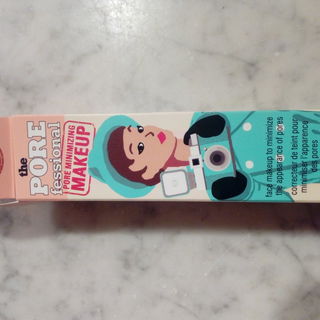 the
PORE
fessional
PORE MINIMIZING
MAKEUP
face makeup to minimize
the appearance of pores
correcteur de teint pour
minimiser l'apparence
des pores